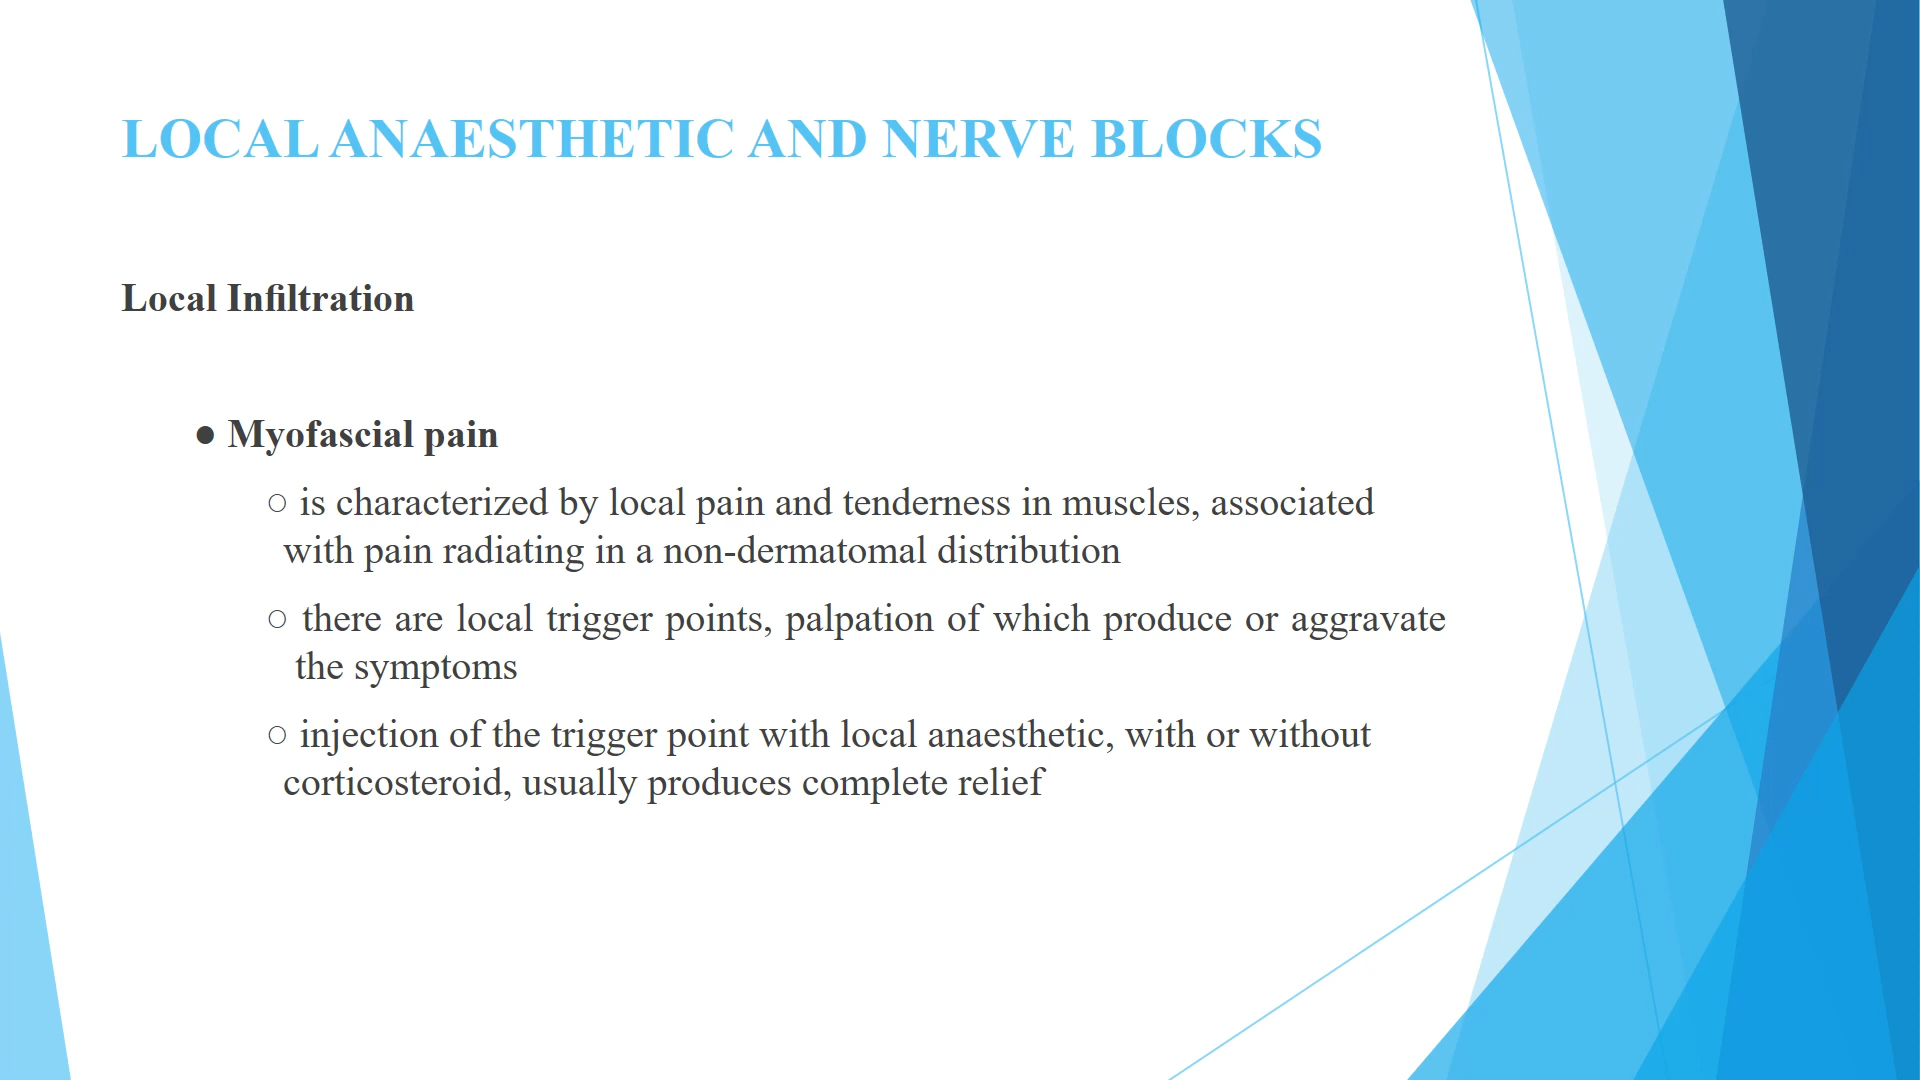 LOCAL ANAESTHETIC AND NERVE BLOCKS
Local Infiltration
● Myofascial pain
○ is characterized by local pain and tenderness in muscles, associated
with pain radiating in a non-dermatomal distribution
○ there are local trigger points, palpation of which produce or aggravate
the symptoms
○ injection of the trigger point with local anaesthetic, with or without
corticosteroid, usually produces complete relief